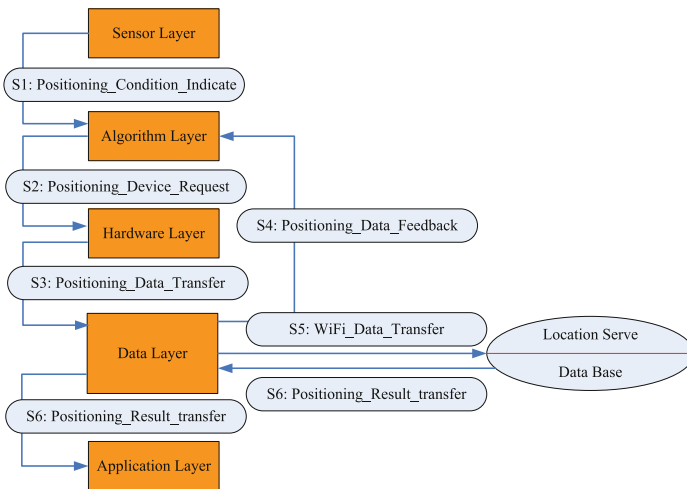 Sensor Layer
S1: Positioning_Condition_Indicate
Algorithm Layer
S2: Positioning_Device_Request
S4: Positioning_Data_Feedback
Hardware Layer
S3: Positioning_Data_Transfer
S5: WiFi_Data_Transfer
Location Serve
Data Layer
Data Base
S6: Positioning_Result_transfer
S6: Positioning_Result_transfer
Application Layer